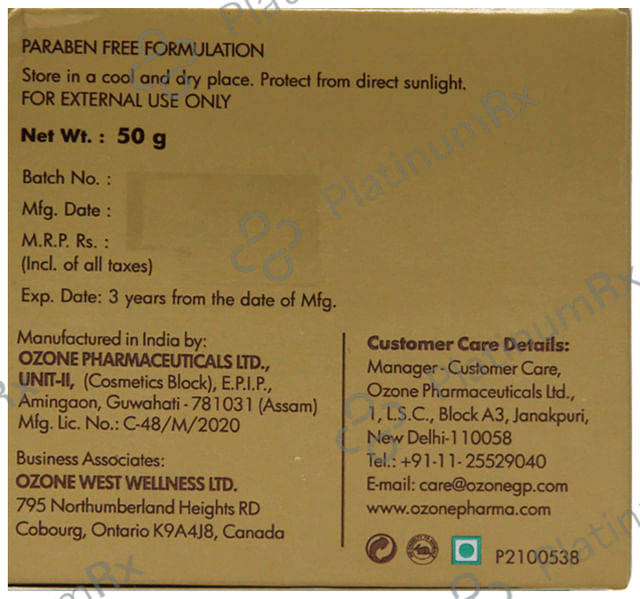 PARABEN FREE FORMULATION
Store in a cool and dry place. Protect from direct sunlight.
FOR EXTERNAL USE ONLY
Net Wt. : 50 g
Batch No. :
Mfg. Date :
M.R.P. Rs. :
(Incl. of all taxes)
Exp. Date: 3 years from the date of Mfg.
Manufactured in India by:
OZONE PHARMACEUTICALS LTD.,
UNIT-II, (Cosmetics Block), E.P.I.P.,
Amingaon, Guwahati - 781031 (Assam)
Mfg. Lic. No.: C-48/M/2020
Business Associates:
OZONE WEST WELLNESS LTD.
795 Northumberland Heights RD
Cobourg, Ontario K9A4J8, Canada
Customer Care Details:
Manager - Customer Care,
Ozone Pharmaceuticals Ltd.,
1, L.S.C., Block A3, Janakpuri,
New Delhi-110058
Tel.: +91-11- 25529040
E-mail: care@ozonegp.com
www.ozonepharma.com
P2100538
PlatinumRx
PlatinumRx